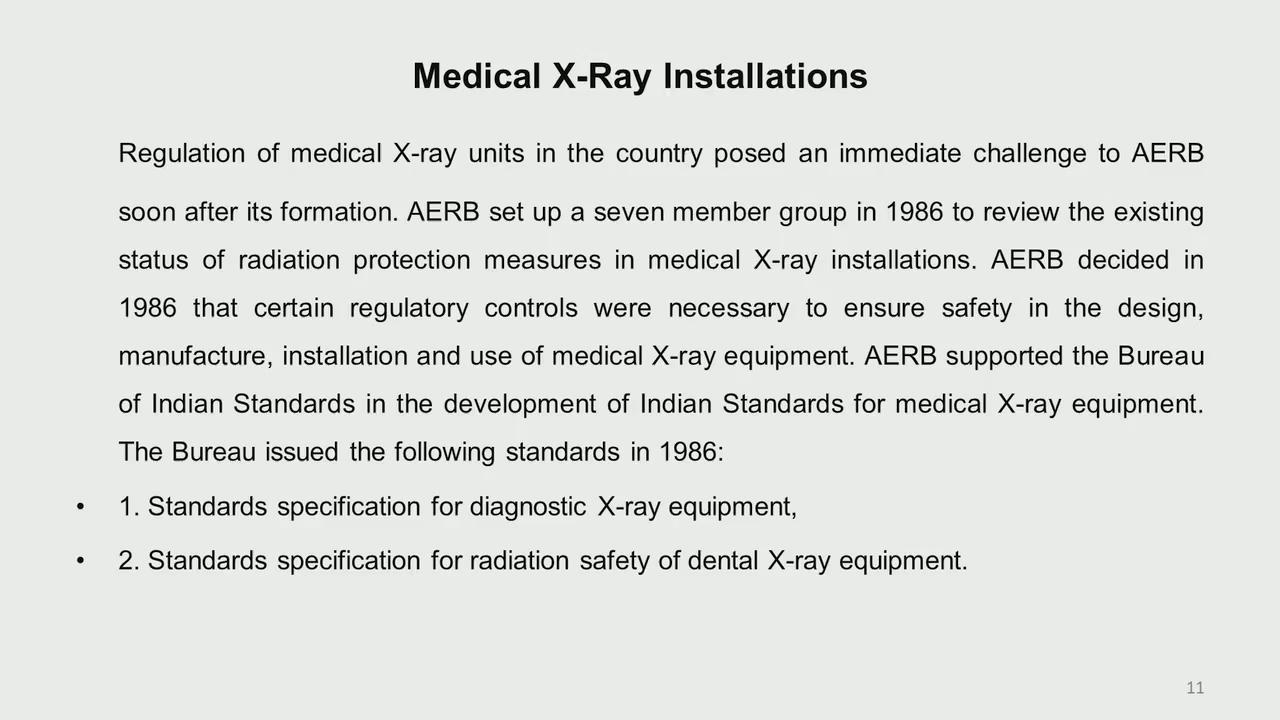 Medical X-Ray Installations
Regulation of medical X-ray units in the country posed an immediate challenge to AERB
soon after its formation. AERB set up a seven member group in 1986 to review the existing
status of radiation protection measures in medical X-ray installations. AERB decided in
1986 that certain regulatory controls were necessary to ensure safety in the design,
manufacture, installation and use of medical X-ray equipment. AERB supported the Bureau
of Indian Standards in the development of Indian Standards for medical X-ray equipment.
The Bureau issued the following standards in 1986:
• 1. Standards specification for diagnostic X-ray equipment,
• 2. Standards specification for radiation safety of dental X-ray equipment.
11